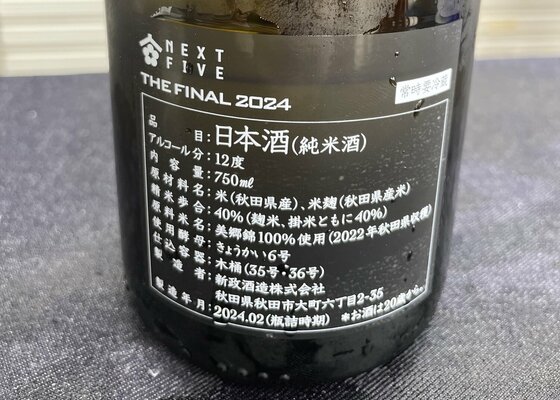 NEXT
FIVE
THE FINAL 2024
常時要冷蔵
品目：日本酒（純米酒）
アルコール分：12度
内容量：750㎖
原材料名：米（秋田県産）、米麹（秋田県産米）
精米歩合：40%（麹米、掛米ともに40%）
原料米名：美郷錦100%使用（2022年秋田県収穫）
使用酵母：きょうかい6号
仕込容器：木桶（35号・36号）
製造者：新政酒造株式会社
秋田県秋田市大町六丁目2-35
製造年月：2024.02（瓶詰時期） ＊お酒は20歳から。